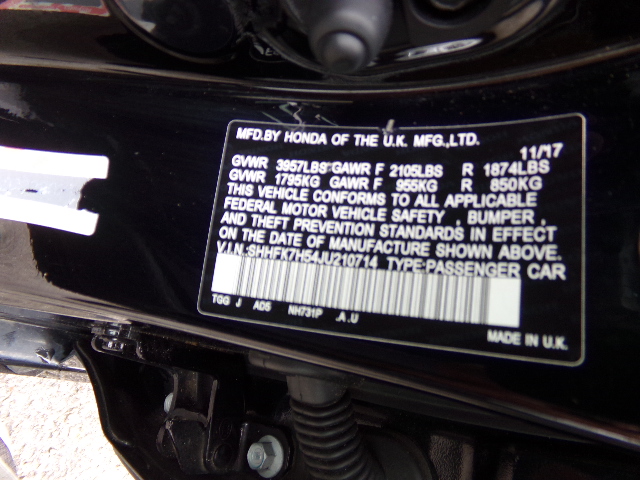 MFD.BY HONDA OF THE U.K. MFG.,LTD.
11/17
GVWR 3957LBS GAWR F 2105LBS R 1874LBS
GVWR 1795KG GAWR F 955KG R 850KG
THIS VEHICLE CONFORMS TO ALL APPLICABLE
FEDERAL MOTOR VEHICLE SAFETY , BUMPER ,
AND THEFT PREVENTION STANDARDS IN EFFECT
ON THE DATE OF MANUFACTURE SHOWN ABOVE.
V.I.N.:SHHFK7H54JU210714 TYPE:PASSENGER CAR
TGG J AD5 NH731P .A.U
MADE IN U.K.